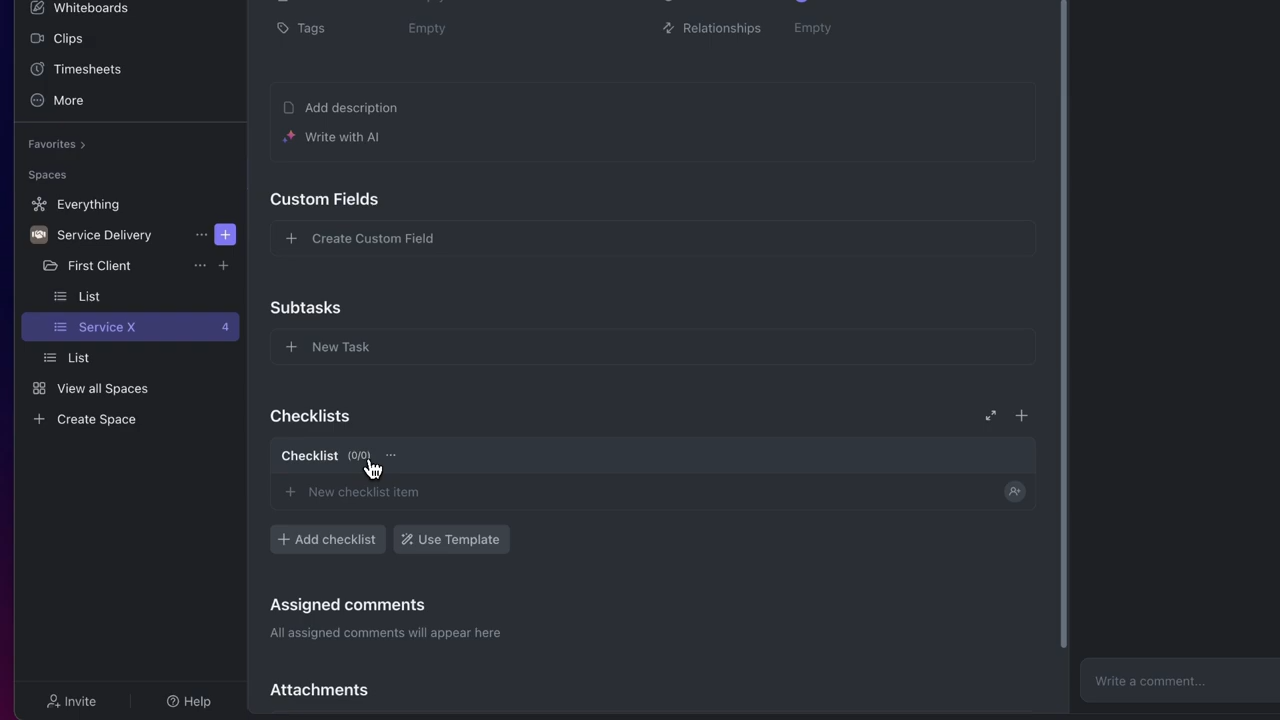 Whiteboards
Clips
Timesheets
More
Favorites
Spaces
Everything
Service Delivery
First Client
List
Service X 4
List
View all Spaces
Create Space
Invite
Help
Tags Empty Relationships Empty
Add description
Write with AI
Custom Fields
Create Custom Field
Subtasks
New Task
Checklists
Checklist (0/0)
New checklist item
Add checklist Use Template
Assigned comments
All assigned comments will appear here
Attachments
Write a comment...